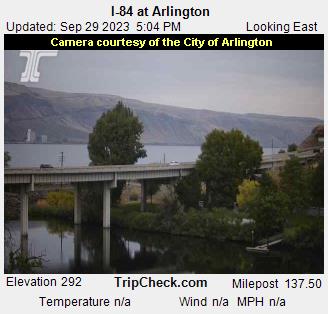 I-84 at Arlington
Updated: Sep 29 2023 5:04 PM Looking East
Camera courtesy of the City of Arlington
Elevation 292 TripCheck.com Milepost 137.50
Temperature n/a Wind n/a MPH n/a